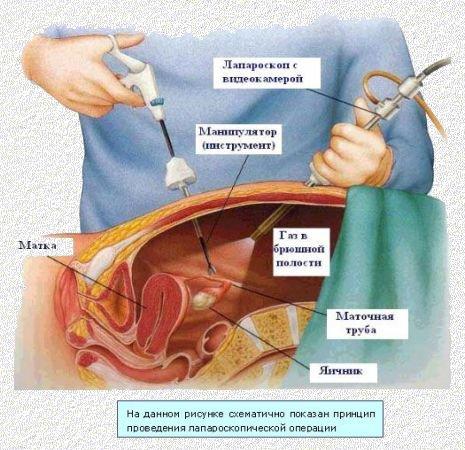 Лапароскоп с
видеокамерой
Манипулятор
(инструмент)
Газ в
брюшной
полости
Матка
Маточная
труба
Яичник
На данном рисунке схематично показан принцип
проведения лапароскопической операции